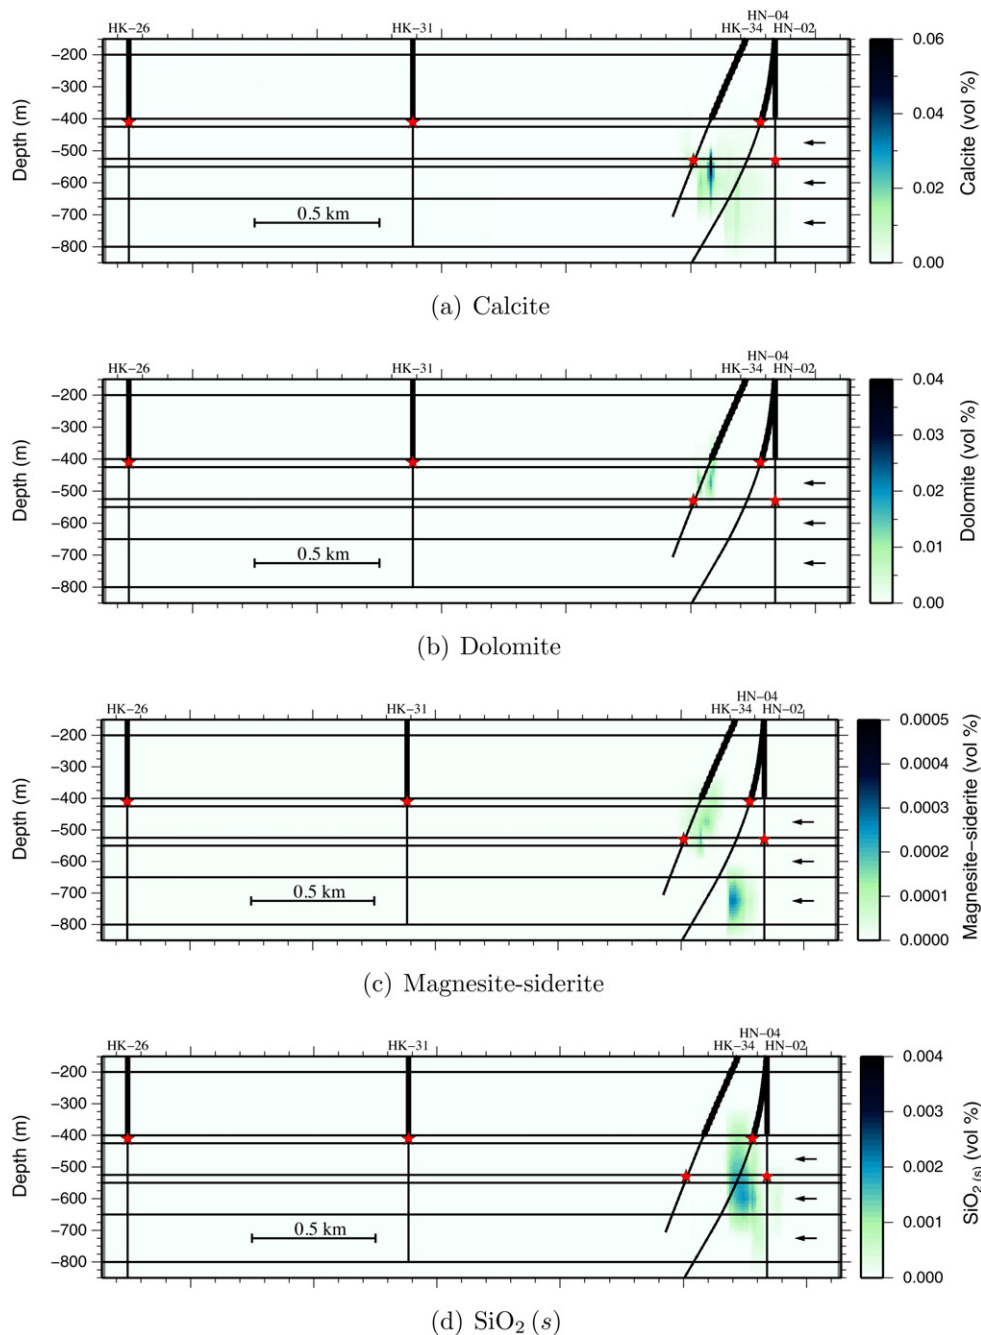 HN−04
HK−26 HK−31 HK−34 HN−02
−200
−300
−400
−500
−600
−700
−800
Depth (m)
0.5 km
0.06
0.04
0.02
0.00
Calcite (vol %)
(a) Calcite
HN−04
HK−26 HK−31 HK−34 HN−02
−200
−300
−400
−500
−600
−700
−800
Depth (m)
0.5 km
0.04
0.03
0.02
0.01
0.00
Dolomite (vol %)
(b) Dolomite
HN−04
HK−26 HK−31 HK−34 HN−02
−200
−300
−400
−500
−600
−700
−800
Depth (m)
0.5 km
0.0005
0.0004
0.0003
0.0002
0.0001
0.0000
Magnesite−siderite (vol %)
(c) Magnesite-siderite
HN−04
HK−26 HK−31 HK−34 HN−02
−200
−300
−400
−500
−600
−700
−800
Depth (m)
0.5 km
0.004
0.003
0.002
0.001
0.000
SiO2 (s) (vol %)
(d) SiO2 (s)